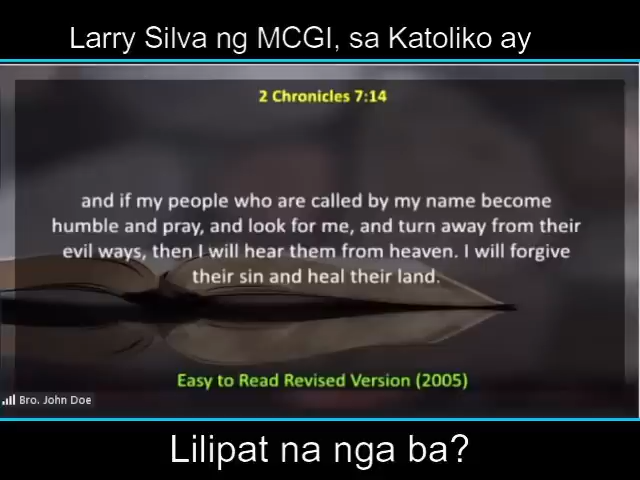 Larry Silva ng MCGI, sa Katoliko ay
2 Chronicles 7:14
and if my people who are called by my name become
humble and pray, and look for me, and turn away from their
evil ways, then I will hear them from heaven. I will forgive
their sin and heal their land.
Easy to Read Revised Version (2005)
Bro. John Doe
Lilipat na nga ba?